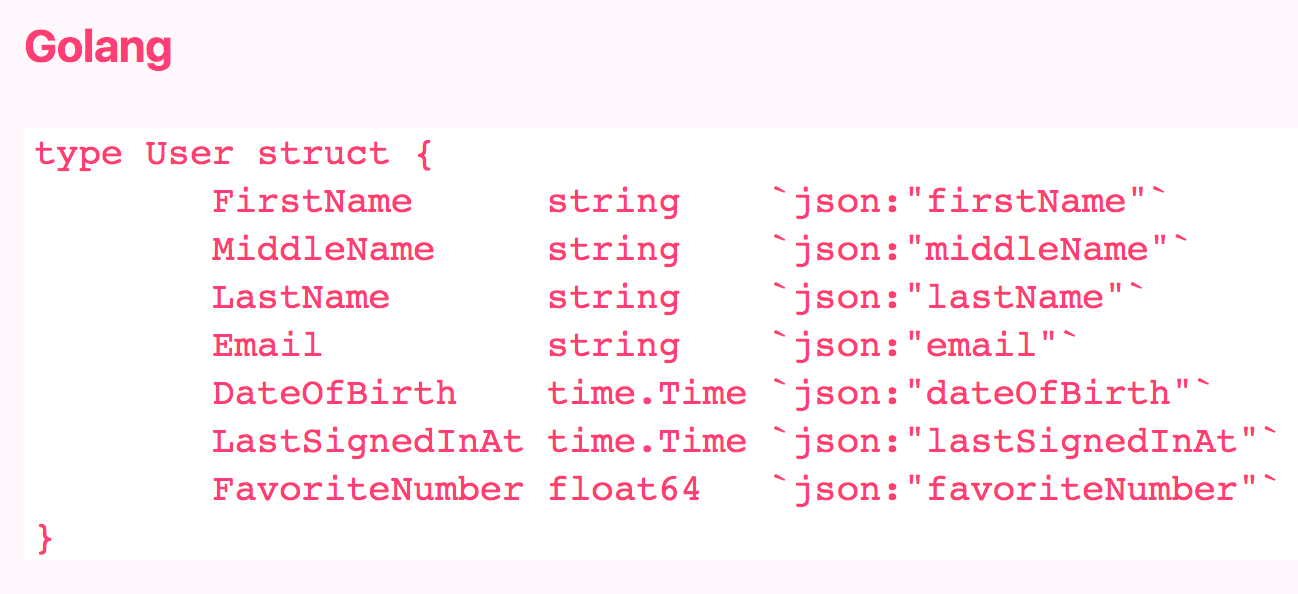 Golang
type User struct {
        FirstName      string    `json:"firstName"`
        MiddleName     string    `json:"middleName"`
        LastName       string    `json:"lastName"`
        Email          string    `json:"email"`
        DateOfBirth    time.Time `json:"dateOfBirth"`
        LastSignedInAt time.Time `json:"lastSignedInAt"`
        FavoriteNumber float64   `json:"favoriteNumber"`
}